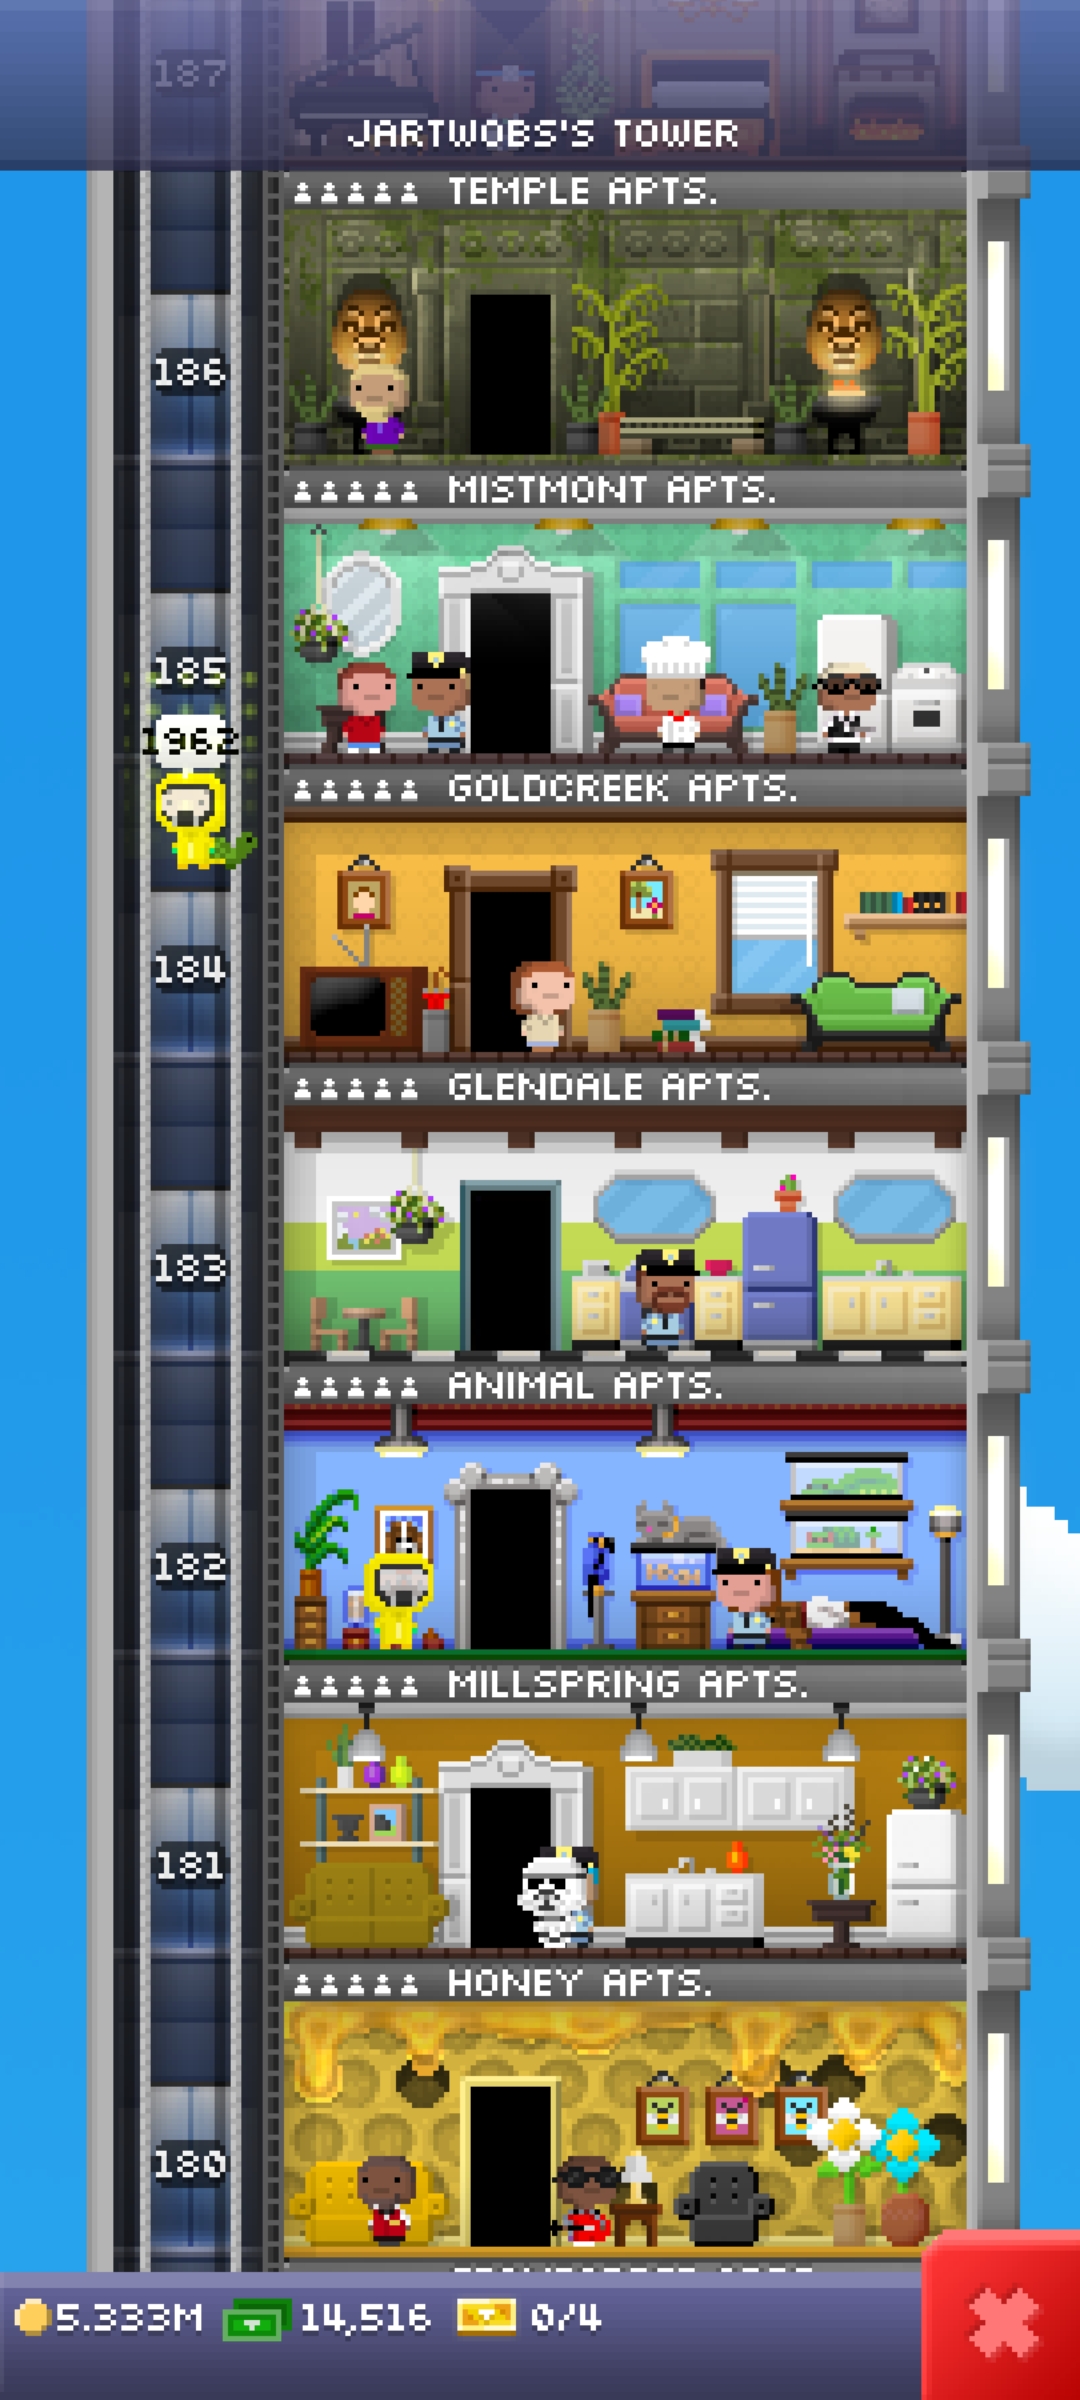 187
JARTWOBS'S TOWER
TEMPLE APTS.
186
MISTMONT APTS.
185
1962
GOLDCREEK APTS.
184
GLENDALE APTS.
183
ANIMAL APTS.
182
MILLSPRING APTS.
181
HONEY APTS.
180
5.333M 14,516 0/4